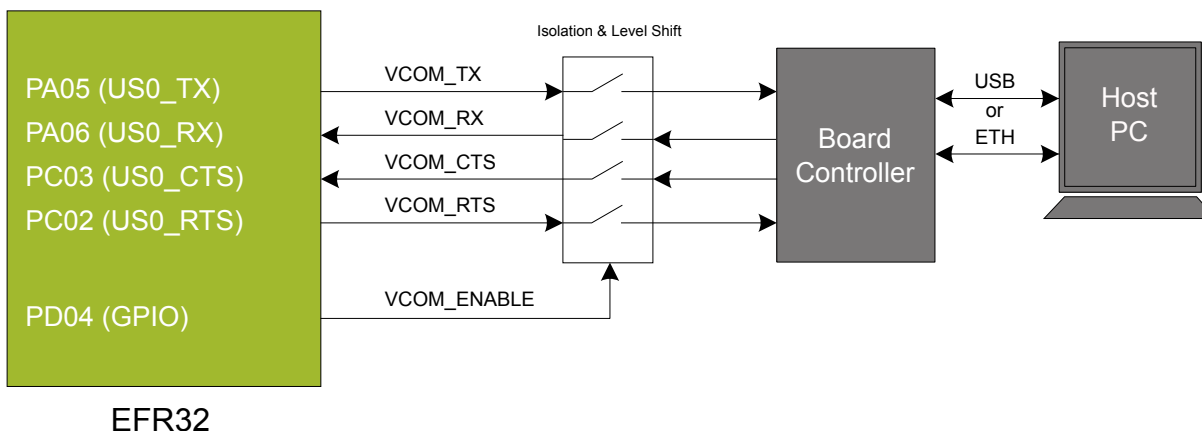 Isolation & Level Shift
PA05 (US0_TX)
PA06 (US0_RX)
PC03 (US0_CTS)
PC02 (US0_RTS)
PD04 (GPIO)
EFR32
VCOM_TX
VCOM_RX
VCOM_CTS
VCOM_RTS
VCOM_ENABLE
Board
Controller
USB
or
ETH
Host
PC